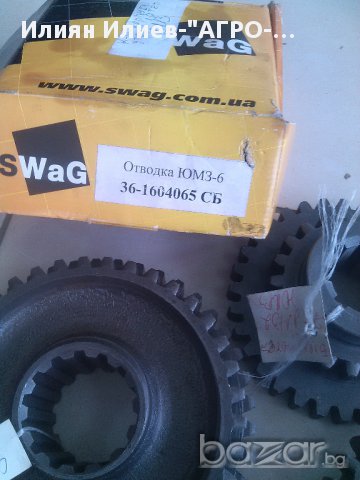 Илиян Илиев-"АГРО-...
SWaG
www.swag.com.ua
SWaG
Отводка ЮМЗ-6
36-1604065 СБ
bazar.bg